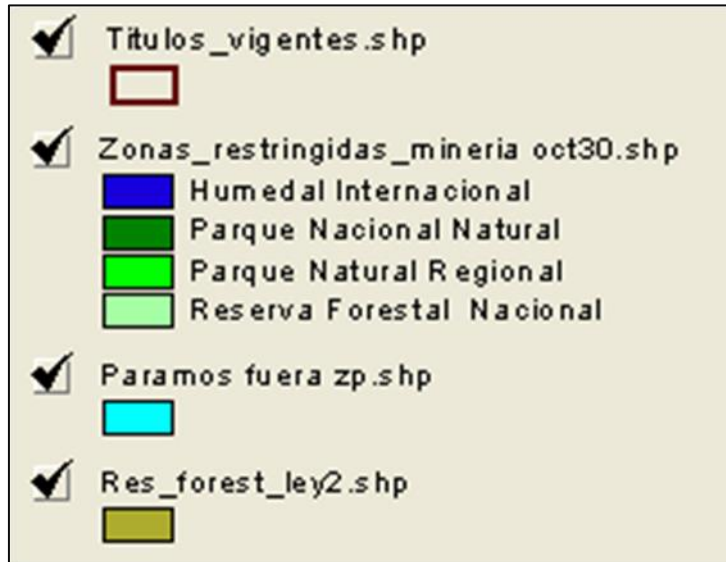 Titulos_vigentes.shp
Zonas_restringidas_mineria oct30.shp
Humedal Internacional
Parque Nacional Natural
Parque Natural Regional
Reserva Forestal Nacional
Paramos fuera zp.shp
Res_forest_ley2.shp